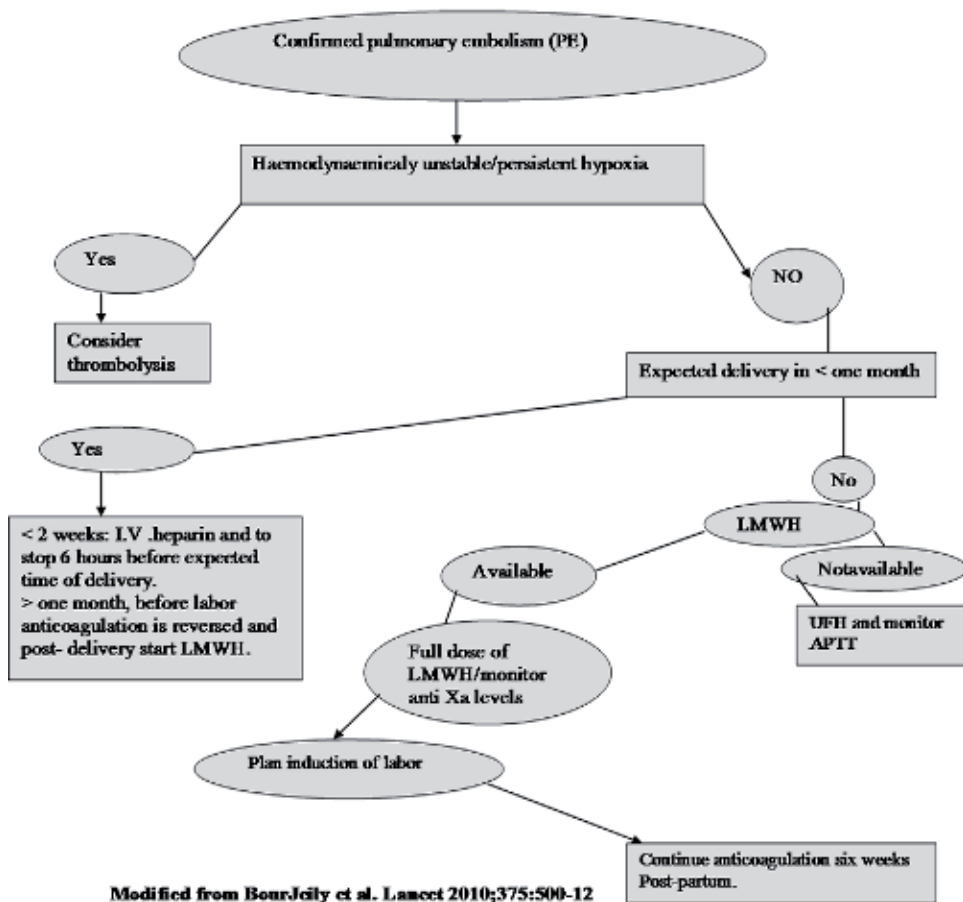 Confirmed pulmonary embolism (PE)
Haemodynaemicaly unstable/persistent hypoxia
Yes
NO
Consider
thrombolysis
Expected delivery in < one month
Yes
No
< 2 weeks: I.V .heparin and to
stop 6 hours before expected
time of delivery.
> one month, before labor
anticoagulation is reversed and
post- delivery start LMWH.
LMWH
Available
Notavailable
UFH and monitor
APTT
Full dose of
LMWH/monitor
anti Xa levels
Plan induction of labor
Continue anticoagulation six weeks
Post-partum.
Modified from BourJeily et al. Lancet 2010;375:500-12